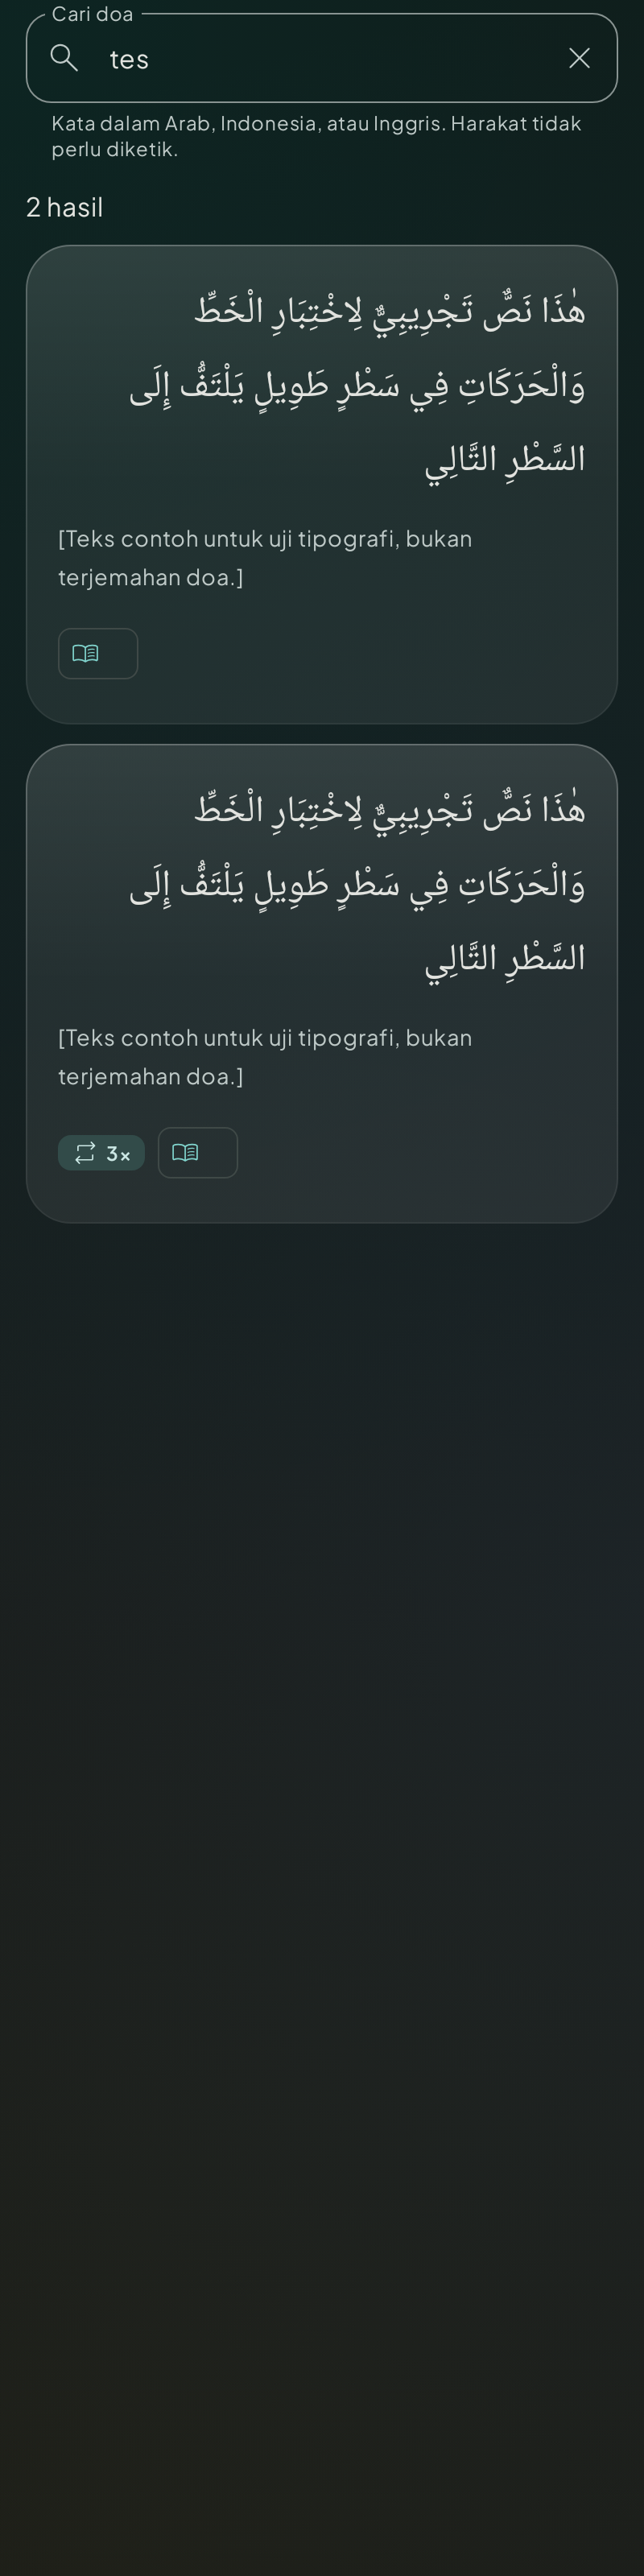 Cari doa
tes
Kata dalam Arab, Indonesia, atau Inggris. Harakat tidak
perlu diketik.
2 hasil
هٰذَا نَصٌّ تَجْرِيبِيٌّ لِاخْتِبَارِ الْخَطِّ
وَالْحَرَكَاتِ فِي سَطْرٍ طَوِيلٍ يَلْتَفُّ إِلَى
السَّطْرِ التَّالِي
[Teks contoh untuk uji tipografi, bukan
terjemahan doa.]
هٰذَا نَصٌّ تَجْرِيبِيٌّ لِاخْتِبَارِ الْخَطِّ
وَالْحَرَكَاتِ فِي سَطْرٍ طَوِيلٍ يَلْتَفُّ إِلَى
السَّطْرِ التَّالِي
[Teks contoh untuk uji tipografi, bukan
terjemahan doa.]
3×